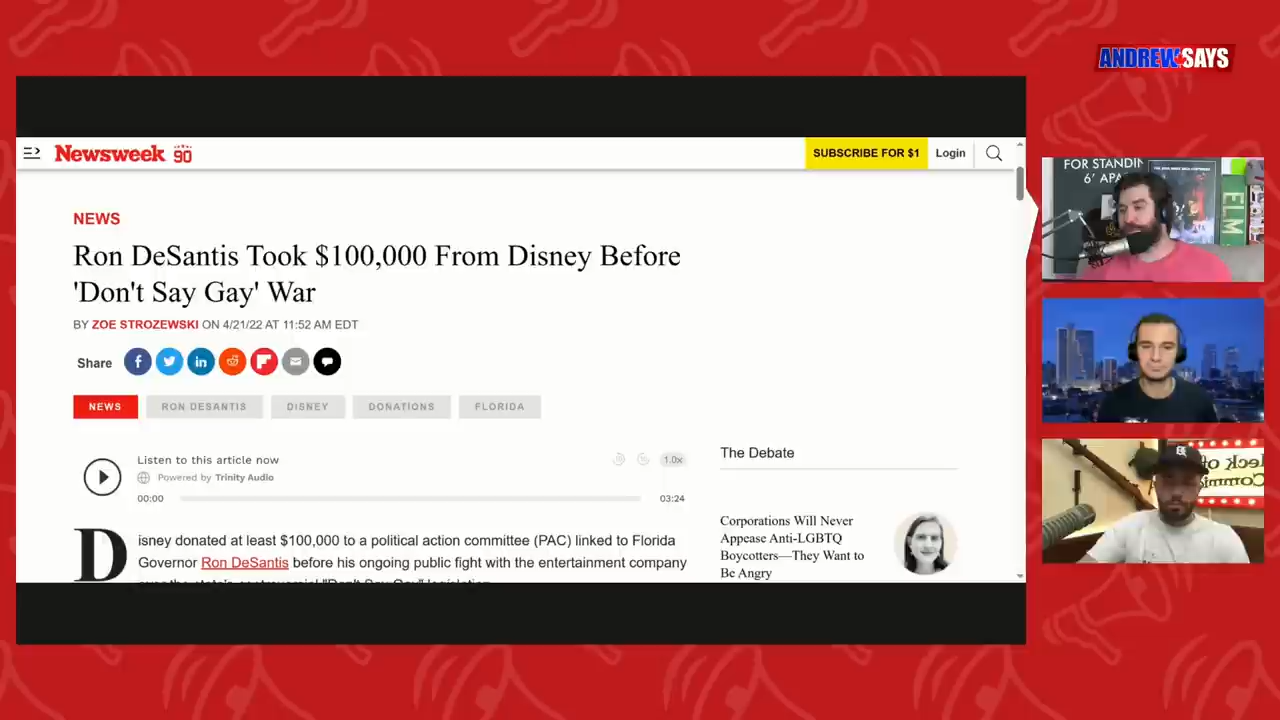 ANDREW SAYS
Newsweek 90
SUBSCRIBE FOR $1
Login
NEWS
Ron DeSantis Took $100,000 From Disney Before
'Don't Say Gay' War
BY ZOE STROZEWSKI ON 4/21/22 AT 11:52 AM EDT
Share
NEWS
RON DESANTIS
DISNEY
DONATIONS
FLORIDA
Listen to this article now
1.0x
Powered by Trinity Audio
00:00
03:24
Disney donated at least $100,000 to a political action committee (PAC) linked to Florida
Governor Ron DeSantis before his ongoing public fight with the entertainment company
The Debate
Corporations Will Never
Appease Anti-LGBTQ
Boycotters—They Want to
Be Angry
FOR STANDIN
6' APA
ELM